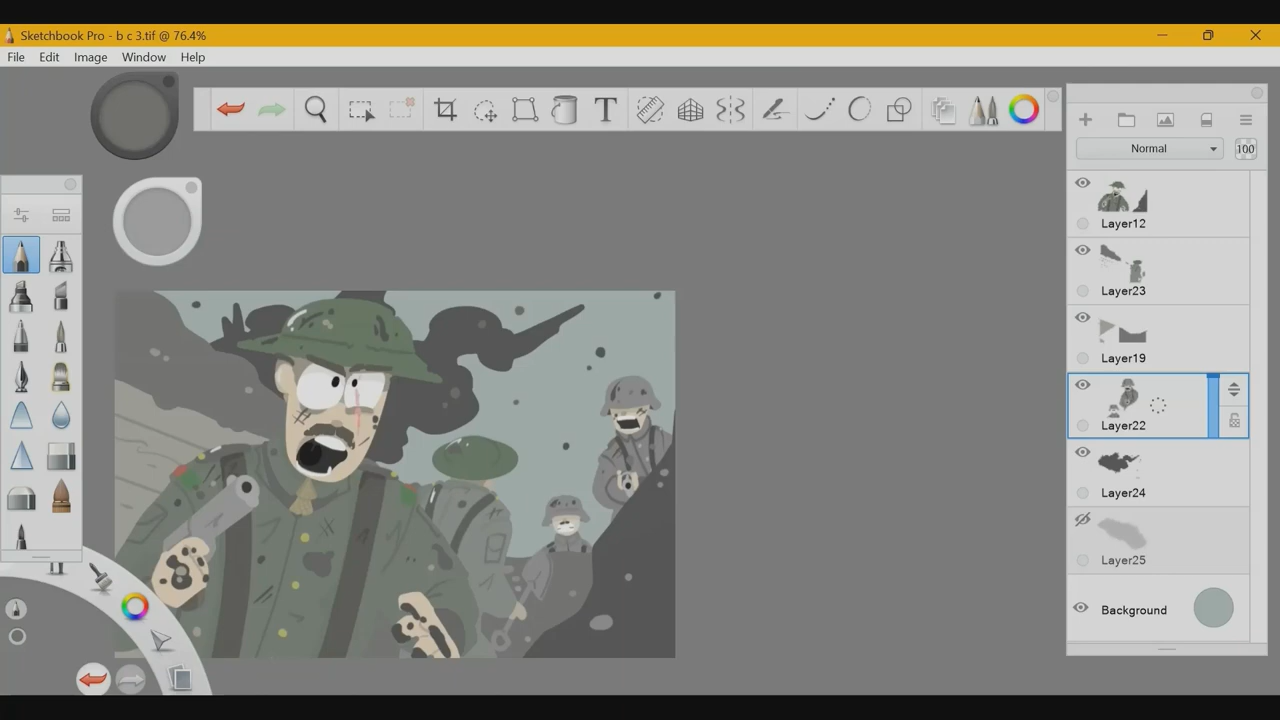 Sketchbook Pro - b c 3.tif @ 76.4%
File Edit Image Window Help
T
Normal 100
Layer12
Layer23
Layer19
Layer22
Layer24
Layer25
Background